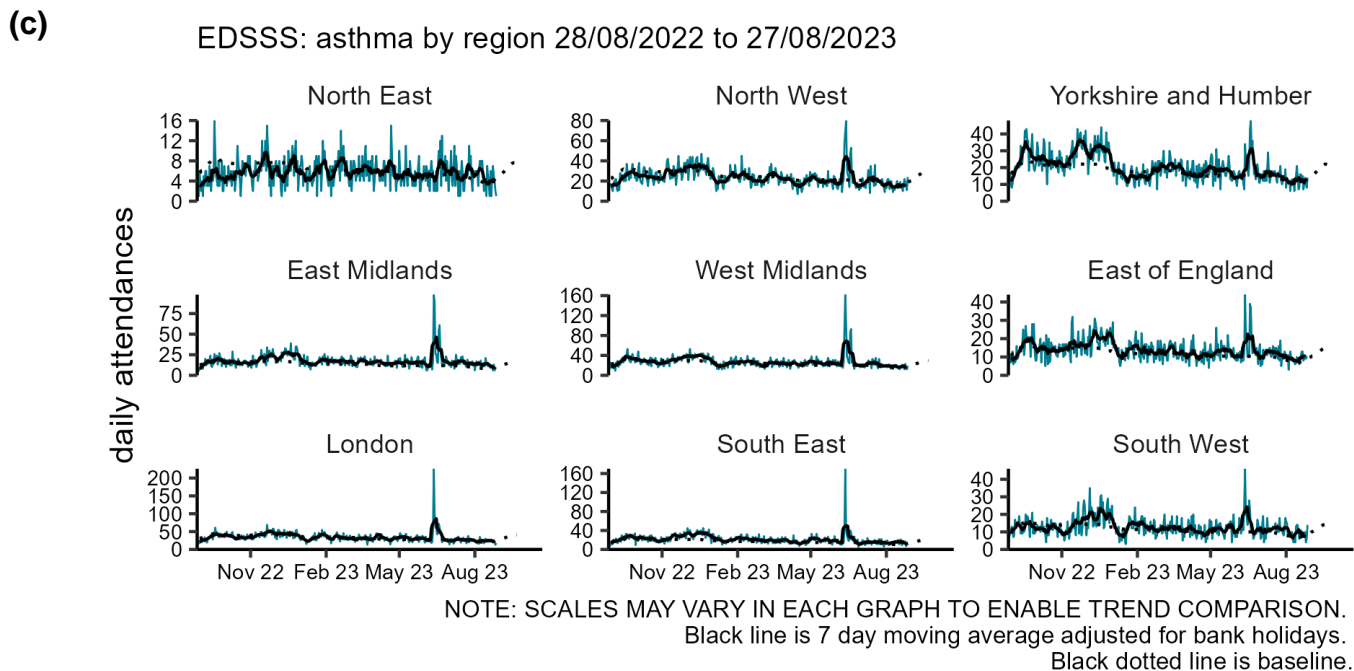 (c)
EDSSS: asthma by region 28/08/2022 to 27/08/2023
daily attendances
North East
16
12
8
4
0
North West
80
60
40
20
0
Yorkshire and Humber
40
30
20
10
0
East Midlands
75
50
25
0
West Midlands
160
120
80
40
0
East of England
40
30
20
10
0
London
200
150
100
50
0
Nov 22 Feb 23 May 23 Aug 23
South East
160
120
80
40
0
Nov 22 Feb 23 May 23 Aug 23
South West
40
30
20
10
0
Nov 22 Feb 23 May 23 Aug 23
NOTE: SCALES MAY VARY IN EACH GRAPH TO ENABLE TREND COMPARISON.
Black line is 7 day moving average adjusted for bank holidays.
Black dotted line is baseline.